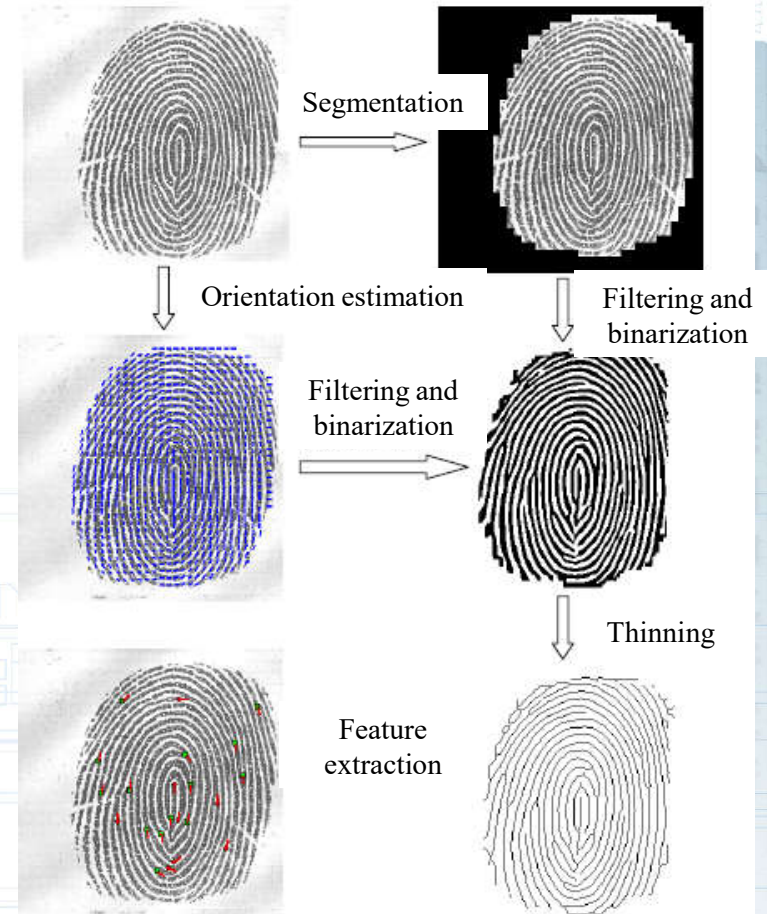 Segmentation
Orientation estimation
Filtering and
binarization
Filtering and
binarization
Thinning
Feature
extraction